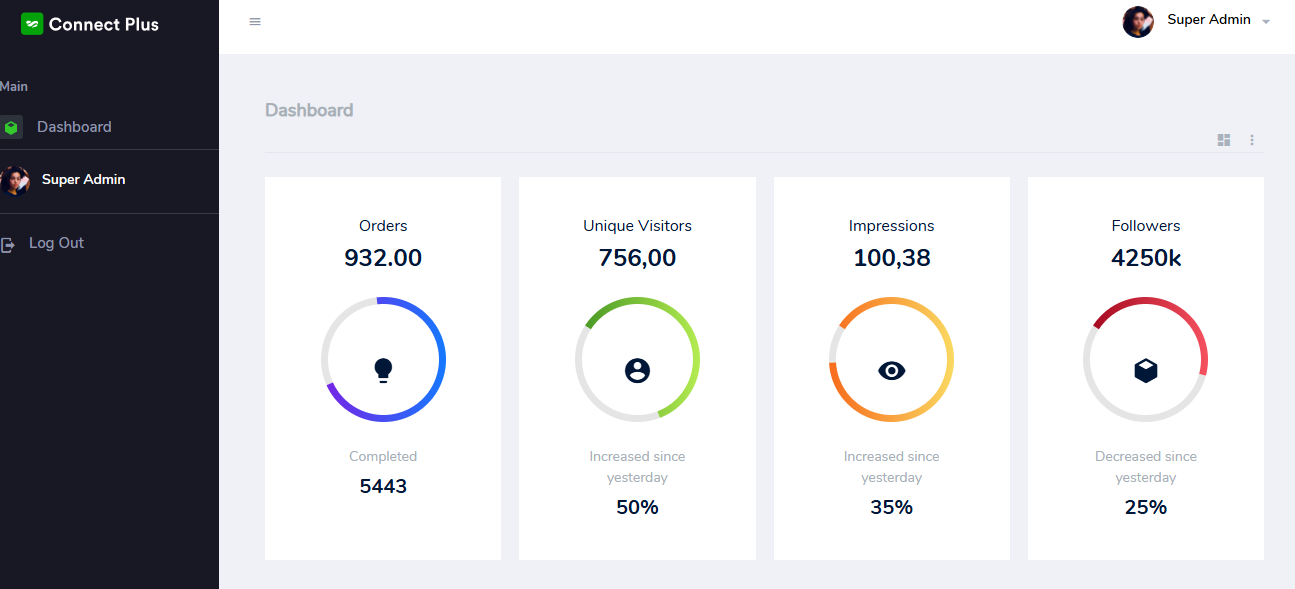 Connect Plus
Super Admin
Main
Dashboard
Super Admin
Log Out
Dashboard
Orders
932.00
Completed
5443
Unique Visitors
756,00
Increased since
yesterday
50%
Impressions
100,38
Increased since
yesterday
35%
Followers
4250k
Decreased since
yesterday
25%